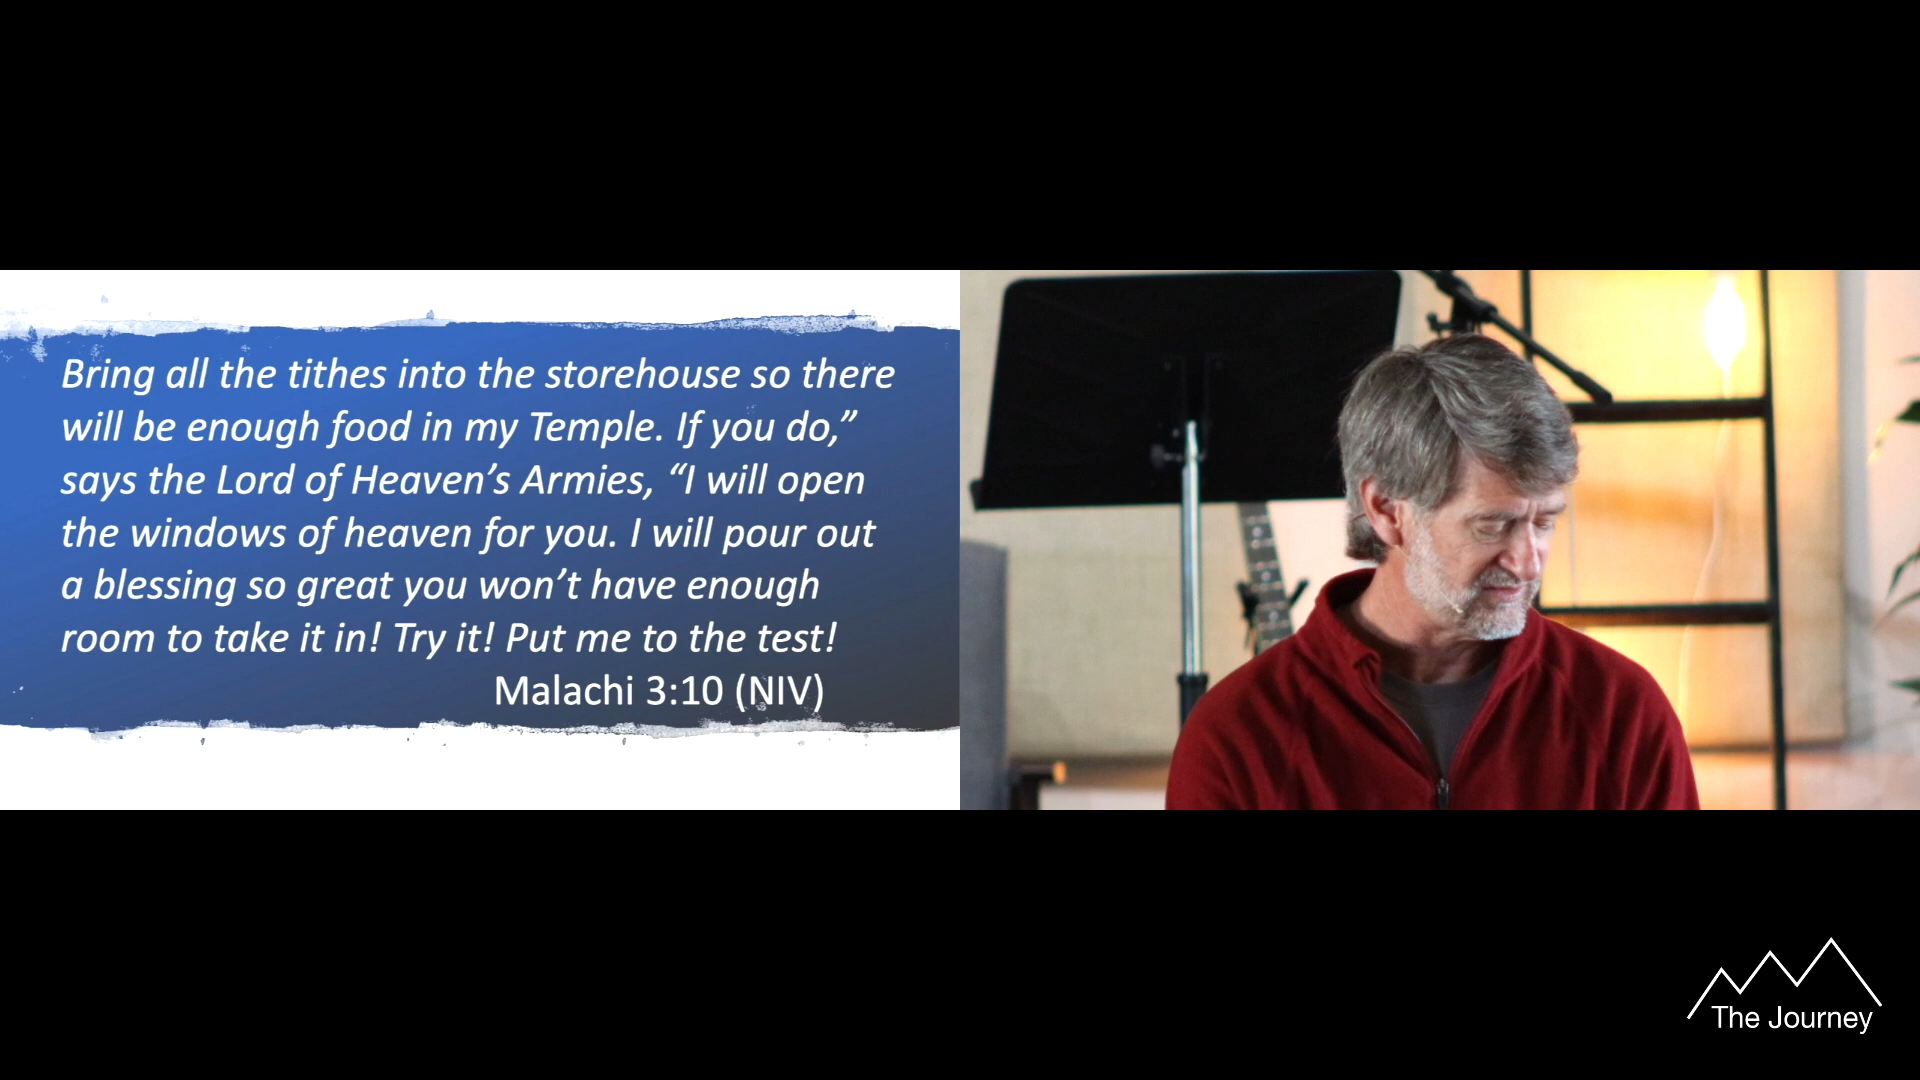 Bring all the tithes into the storehouse so there
will be enough food in my Temple. If you do,”
says the Lord of Heaven’s Armies, “I will open
the windows of heaven for you. I will pour out
a blessing so great you won’t have enough
room to take it in! Try it! Put me to the test!
Malachi 3:10 (NIV)
The Journey